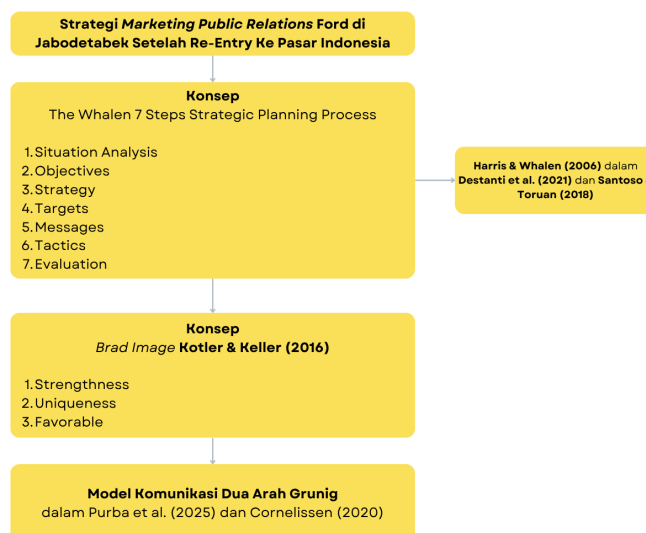 Strategi Marketing Public Relations Ford di
Jabodetabek Setelah Re-Entry Ke Pasar Indonesia
Konsep
The Whalen 7 Steps Strategic Planning Process
1. Situation Analysis
2. Objectives
3. Strategy
4. Targets
5. Messages
6. Tactics
7. Evaluation
Harris & Whalen (2006) dalam
Destanti et al. (2021) dan Santoso
Toruan (2018)
Konsep
Brad Image Kotler & Keller (2016)
1. Strengthness
2. Uniqueness
3. Favorable
Model Komunikasi Dua Arah Grunig
dalam Purba et al. (2025) dan Cornelissen (2020)